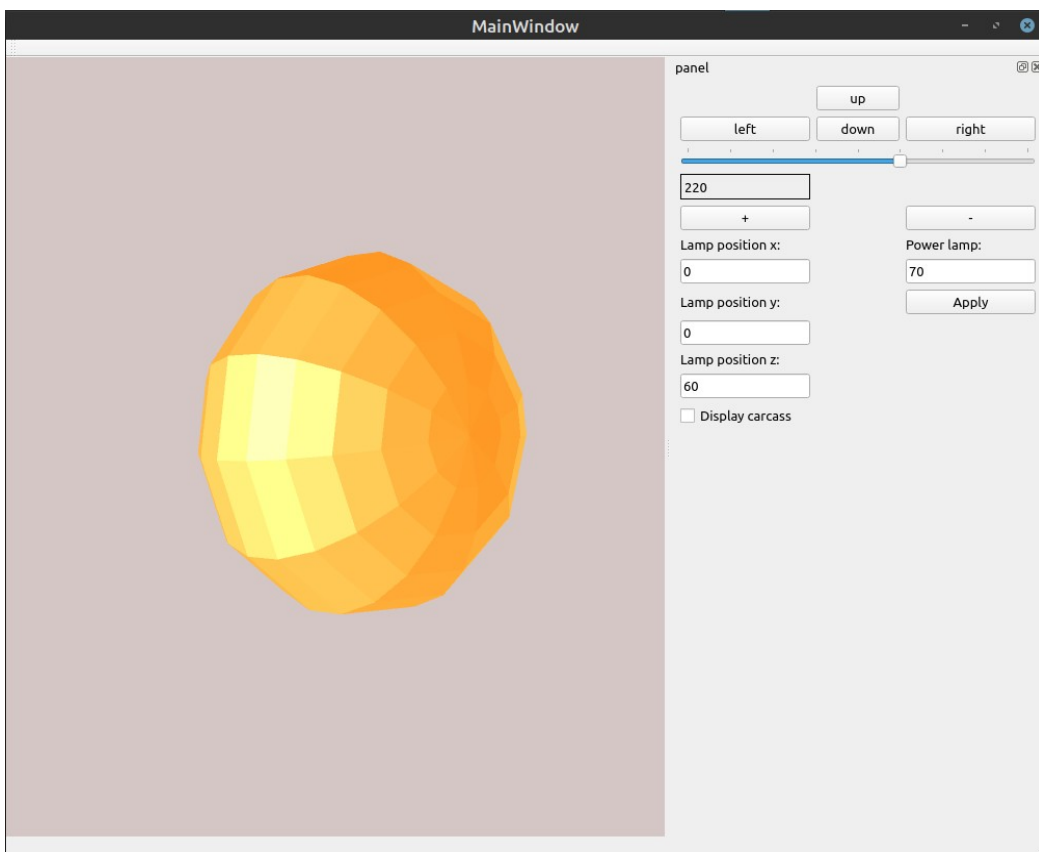 MainWindow
panel
up
left down right
220
+ -
Lamp position x: Power lamp:
0 70
Lamp position y: Apply
0
Lamp position z:
60
Display carcass